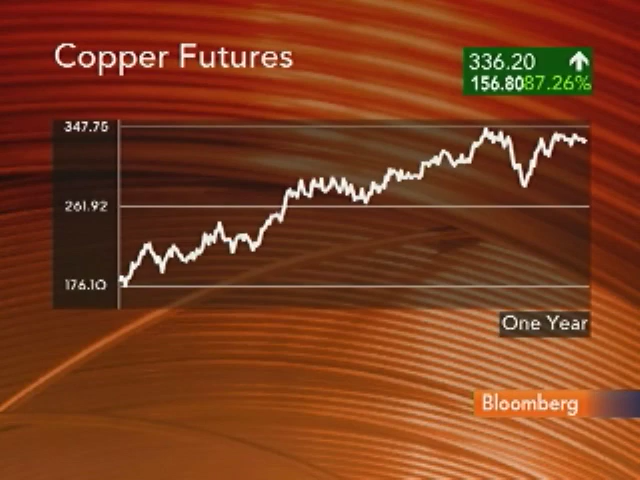 Copper Futures
336.20
156.80 87.26%
347.75
261.92
176.10
One Year
Bloomberg